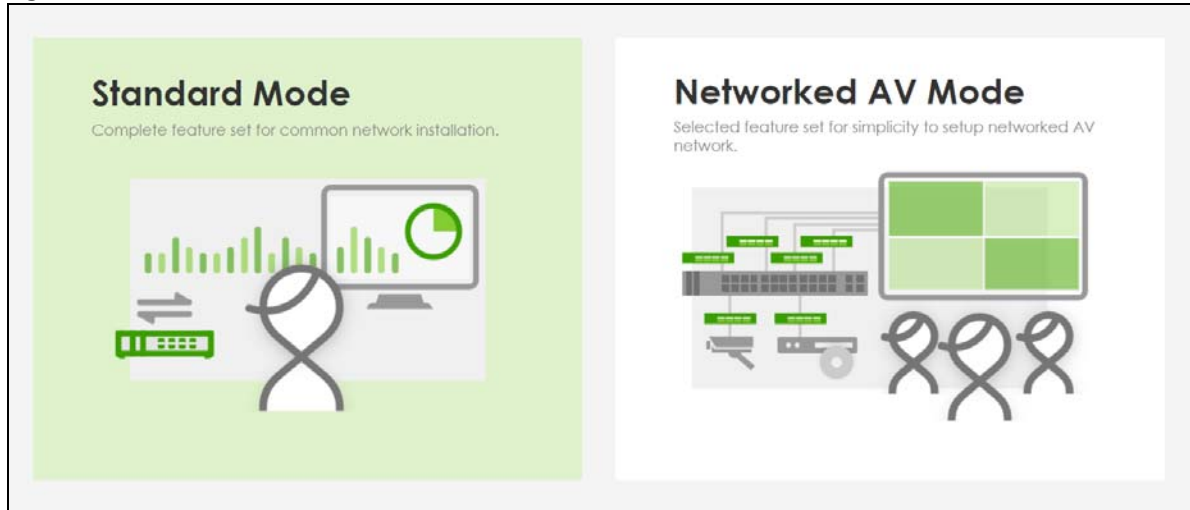 Standard Mode
Complete feature set for common network installation.
Networked AV Mode
Selected feature set for simplicity to setup networked AV
network.